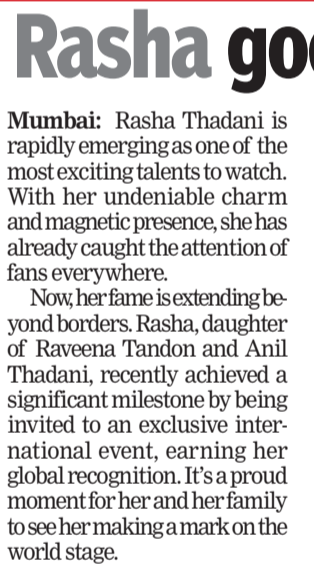 Rasha go
Mumbai: Rasha Thadani is
rapidly emerging as one of the
most exciting talents to watch.
With her undeniable charm
and magnetic presence, she has
already caught the attention of
fans everywhere.
Now, her fame is extending be-
yond borders. Rasha, daughter
of Raveena Tandon and Anil
Thadani, recently achieved a
significant milestone by being
invited to an exclusive inter-
national event, earning her
global recognition. It's a proud
moment for her and her family
to see her making a mark on the
world stage.